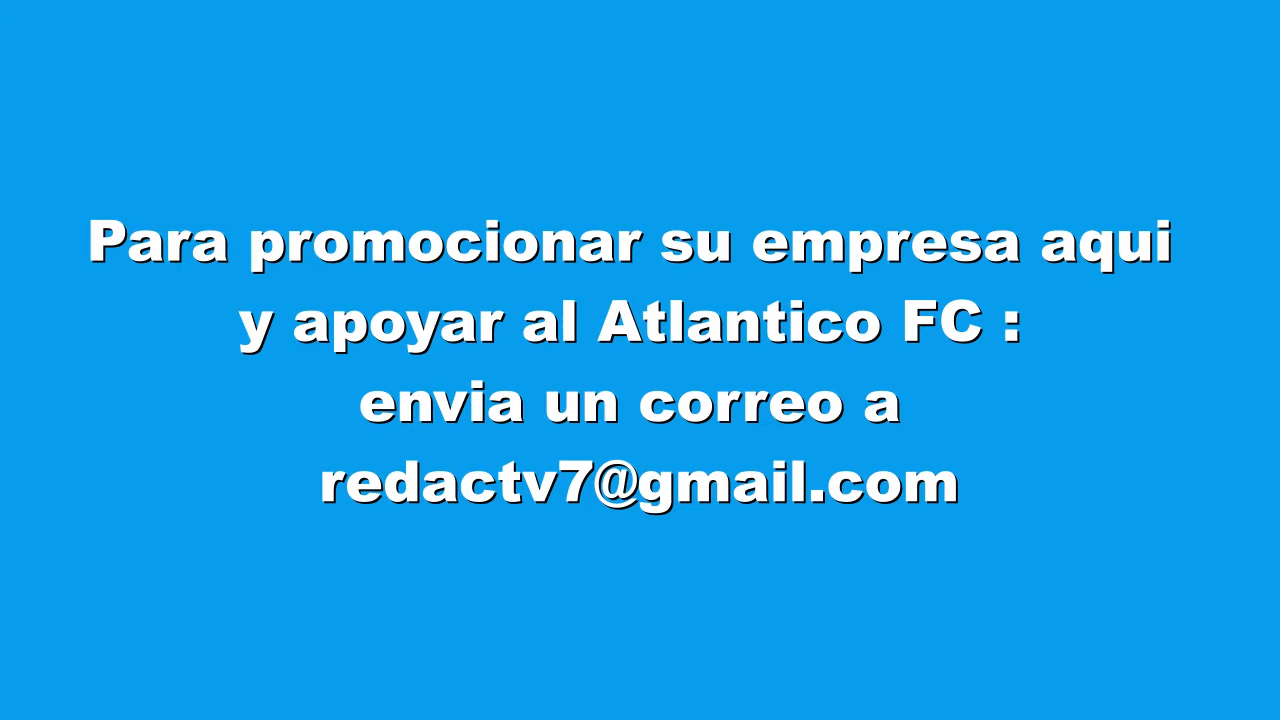 Para promocionar su empresa aqui
y apoyar al Atlantico FC :
envia un correo a
redactv7@gmail.com